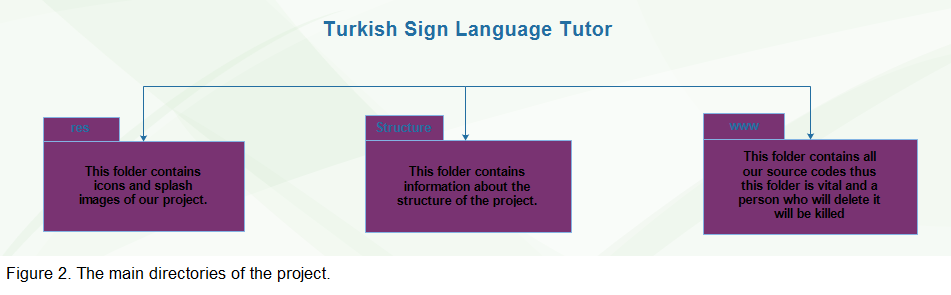 Turkish Sign Language Tutor
res
This folder contains
icons and splash
images of our project.
Structure
This folder contains
information about the
structure of the project.
www
This folder contains all
our source codes thus
this folder is vital and a
person who will delete it
will be killed
Figure 2. The main directories of the project.